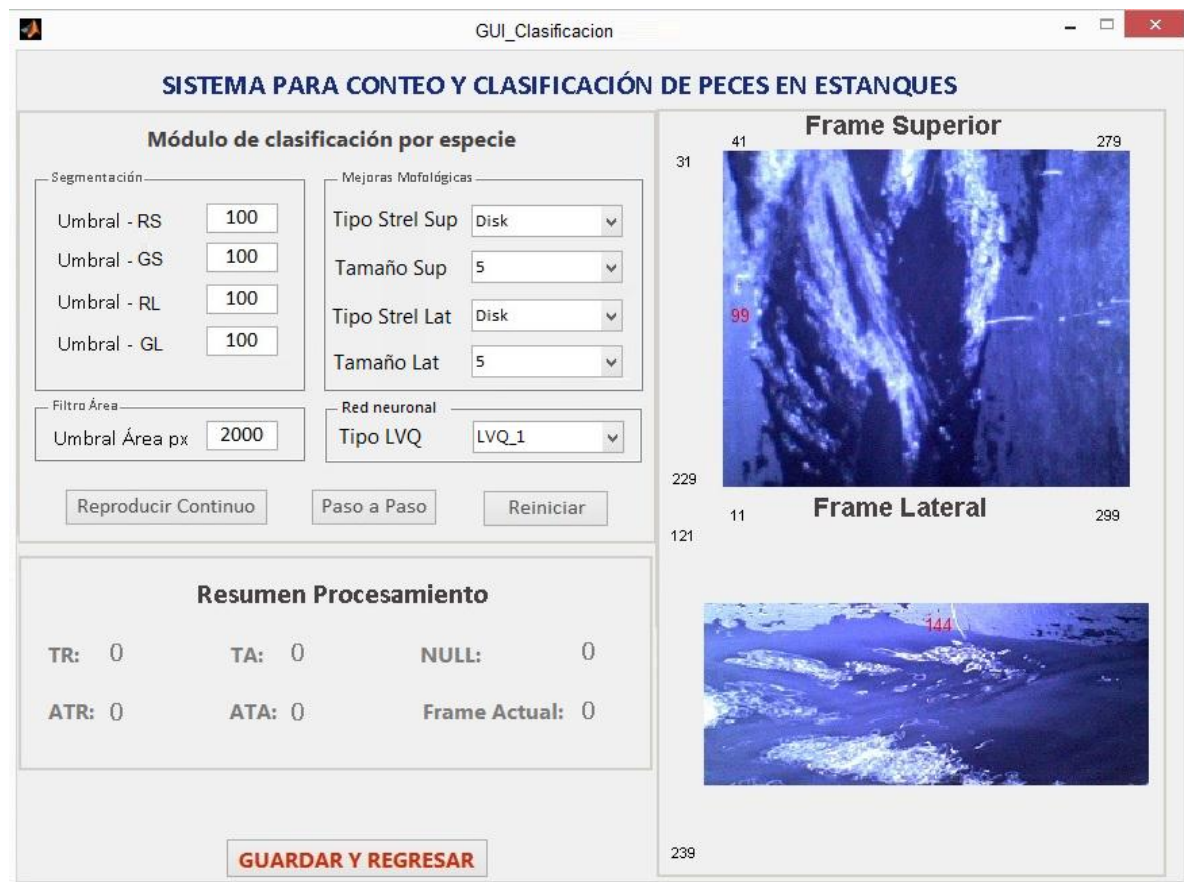 GUI_Clasificacion
SISTEMA PARA CONTEO Y CLASIFICACIÓN DE PECES EN ESTANQUES
Módulo de clasificación por especie
Segmentación
Umbral - RS 100
Umbral - GS 100
Umbral - RL 100
Umbral - GL 100
Mejoras Mofológicas
Tipo Strel Sup Disk
Tamaño Sup 5
Tipo Strel Lat Disk
Tamaño Lat 5
Filtro Área
Umbral Área px 2000
Red neuronal
Tipo LVQ LVQ_1
Reproducir Continuo Paso a Paso Reiniciar
Resumen Procesamiento
TR: 0 TA: 0 NULL: 0
ATR: 0 ATA: 0 Frame Actual: 0
GUARDAR Y REGRESAR
Frame Superior
41 279
31
99
229
Frame Lateral
11 299
121
144
239